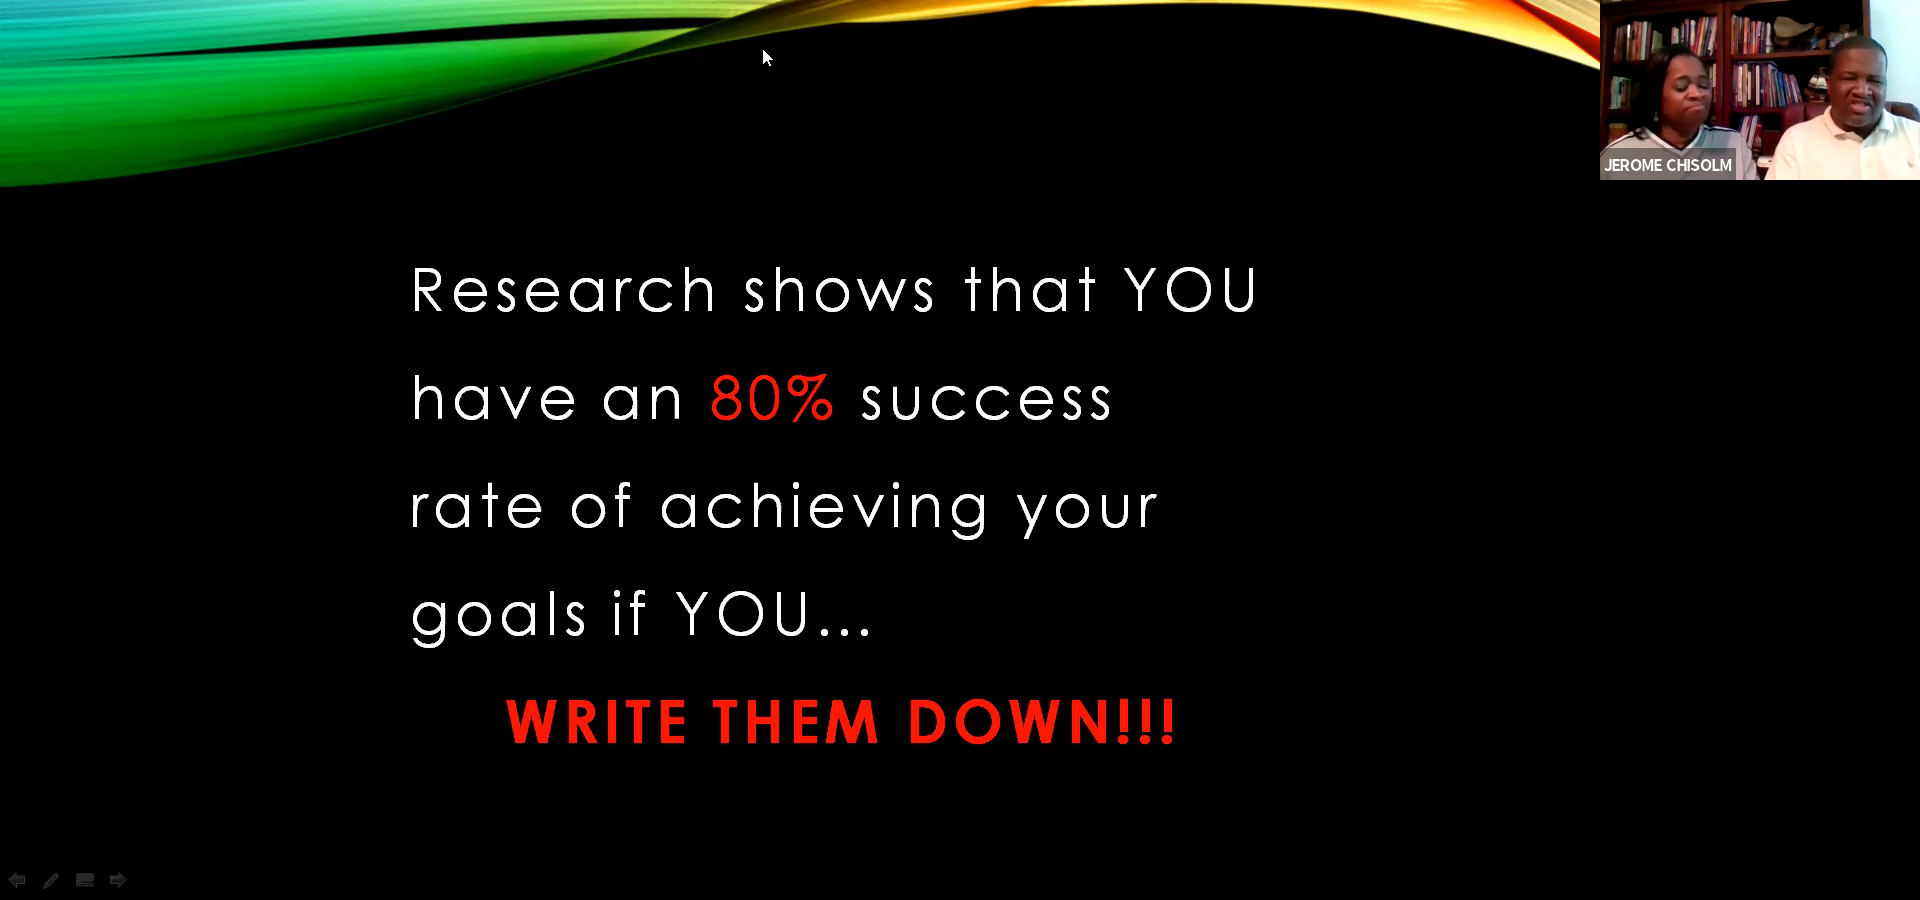 JEROME CHISOLM
Research shows that YOU
have an 80% success
rate of achieving your
goals if YOU...
WRITE THEM DOWN!!!